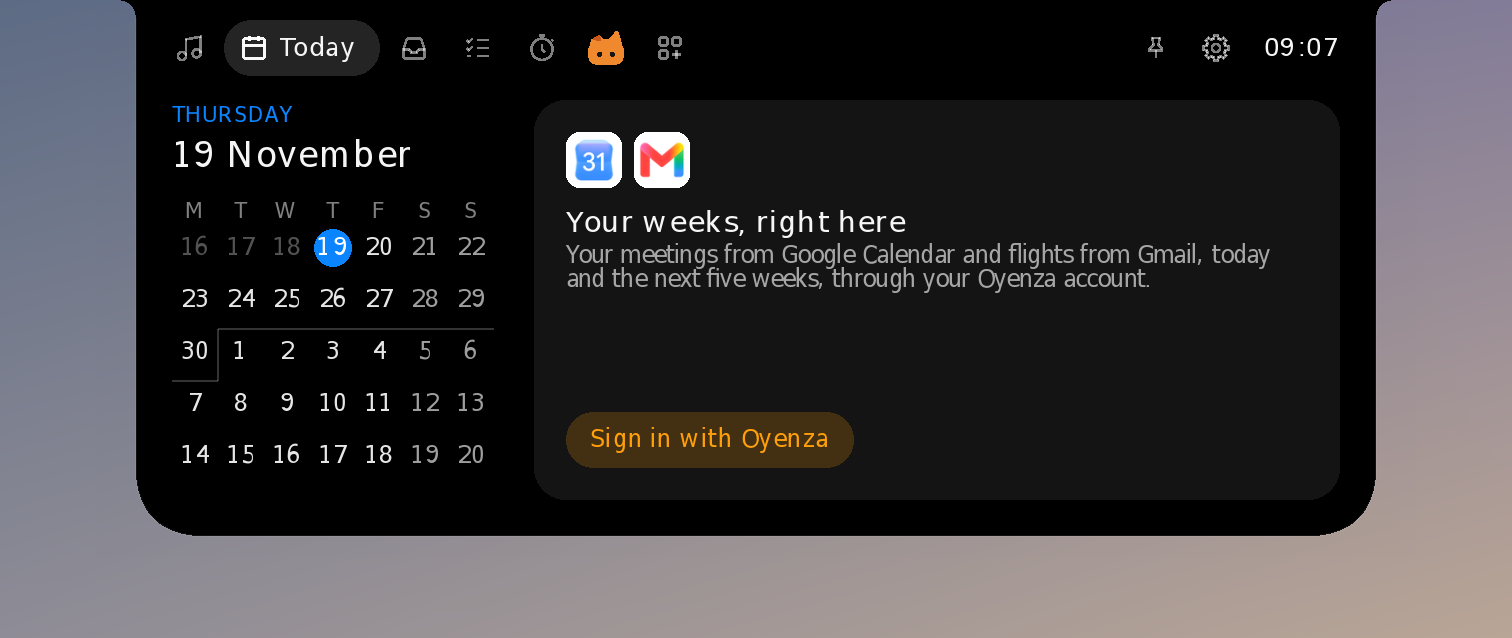 Today
09:07
THURSDAY
19 November
M T W T F S S
16 17 18 19 20 21 22
23 24 25 26 27 28 29
30 1 2 3 4 5 6
7 8 9 10 11 12 13
14 15 16 17 18 19 20
31
Your weeks, right here
Your meetings from Google Calendar and flights from Gmail, today
and the next five weeks, through your Oyenza account.
Sign in with Oyenza